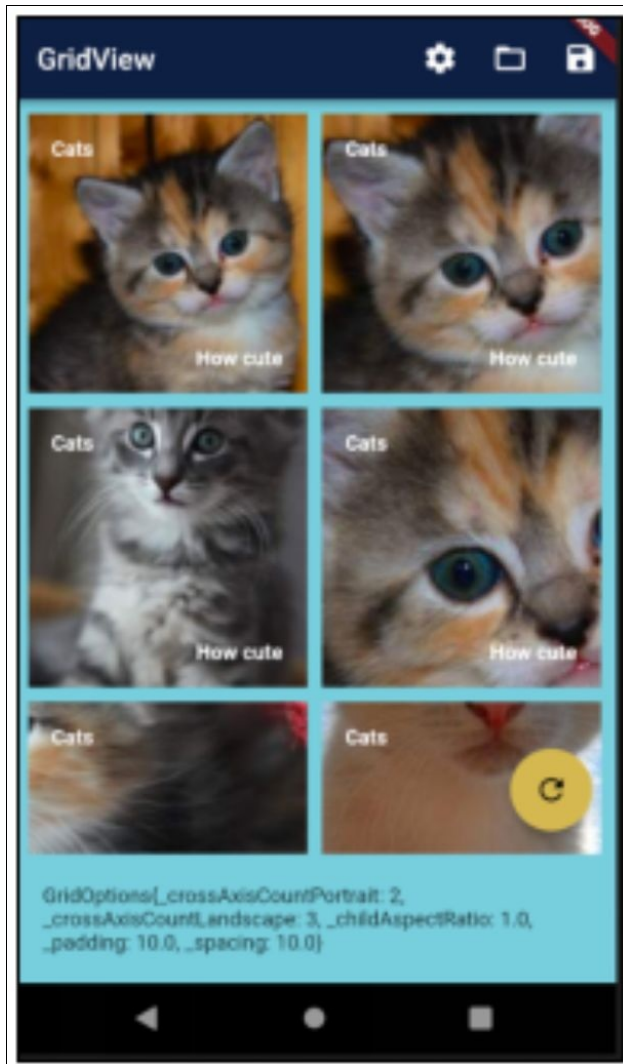 GridView
Cats
Cats
How cute
How cute
Cats
Cats
How cute
How cute
Cats
Cats
GridOptions{_crossAxisCountPortrait: 2,
_crossAxisCountLandscape: 3, _childAspectRatio: 1.0,
_padding: 10.0, _spacing: 10.0}